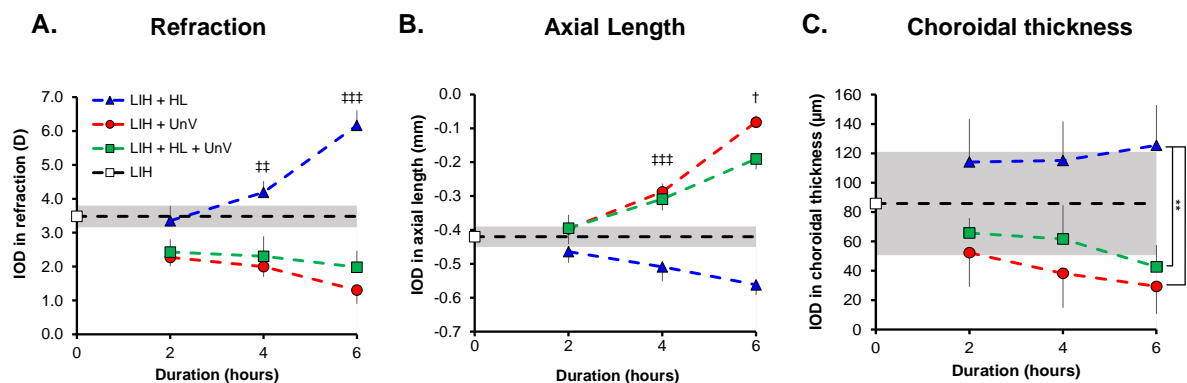 A. Refraction
IOD in refraction (D)
7.0
6.0
5.0
4.0
3.0
2.0
1.0
0.0
LIH + HL
LIH + UnV
LIH + HL + UnV
LIH
‡‡
‡‡‡
0 2 4 6
Duration (hours)
B. Axial Length
IOD in axial length (mm)
0.0
-0.1
-0.2
-0.3
-0.4
-0.5
-0.6
-0.7
‡‡‡
†
0 2 4 6
Duration (hours)
C. Choroidal thickness
IOD in choroidal thickness (µm)
160
140
120
100
80
60
40
20
0
**
0 2 4 6
Duration (hours)